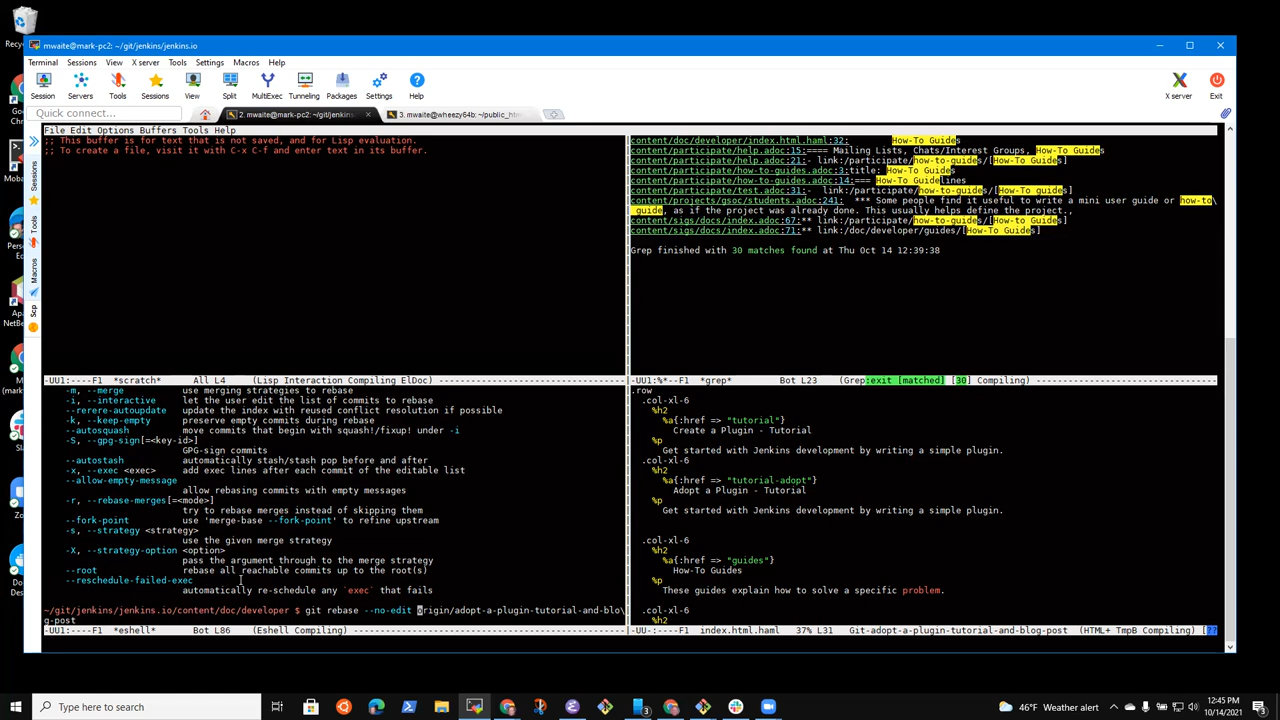 mwaite@mark-pc2: ~/git/jenkins/jenkins.io
Terminal Sessions View X server Tools Settings Macros Help
Session Servers Tools Sessions View Split MultiExec Tunneling Packages Settings Help X server Exit
Quick connect... 2. mwaite@mark-pc2: ~/git/jenkins 3. mwaite@wheezy64b: ~/public_ht
Sessions
Tools
Macros
Scp
File Edit Options Buffers Tools Help
;; This buffer is for text that is not saved, and for Lisp evaluation.
;; To create a file, visit it with C-x C-f and enter text in its buffer.
-UU1:----F1 *scratch* All L4 (Lisp Interaction Compiling ElDoc) ----------------------------
content/doc/developer/index.html.haml:32: How-To Guides
content/participate/help.adoc:15:==== Mailing Lists, Chats/Interest Groups, How-To Guides
content/participate/help.adoc:21:- link:/participate/how-to-guides/[How-To Guides]
content/participate/how-to-guides.adoc:3:title: How-To Guides
content/participate/how-to-guides.adoc:14:=== How-To Guidelines
content/participate/test.adoc:31:- link:/participate/how-to-guides/[How-To guides]
content/projects/gsoc/students.adoc:241: *** Some people find it useful to write a mini user guide or how-to\
guide, as if the project was already done. This usually helps define the project.,
content/sigs/docs/index.adoc:67:** link:/participate/how-to-guides/[How-To Guides]
content/sigs/docs/index.adoc:71:** link:/doc/developer/guides/[How-To Guides]
Grep finished with 30 matches found at Thu Oct 14 12:39:38
-UU1:%*--F1 *grep* Bot L23 (Grep:exit [matched] [30] Compiling) ------------------------------
-m, --merge use merging strategies to rebase
-i, --interactive let the user edit the list of commits to rebase
--rerere-autoupdate update the index with reused conflict resolution if possible
-k, --keep-empty preserve empty commits during rebase
--autosquash move commits that begin with squash!/fixup! under -i
-S, --gpg-sign[=<key-id>]
GPG-sign commits
--autostash automatically stash/stash pop before and after
-x, --exec <exec> add exec lines after each commit of the editable list
--allow-empty-message
allow rebasing commits with empty messages
-r, --rebase-merges[=<mode>]
try to rebase merges instead of skipping them
--fork-point use 'merge-base --fork-point' to refine upstream
-s, --strategy <strategy>
use the given merge strategy
-X, --strategy-option <option>
pass the argument through to the merge strategy
--root rebase all reachable commits up to the root(s)
--reschedule-failed-exec
automatically re-schedule any `exec` that fails
~/git/jenkins/jenkins.io/content/doc/developer $ git rebase --no-edit origin/adopt-a-plugin-tutorial-and-blo\
g-post
-UU1:----F1 *eshell* Bot L86 (Eshell Compiling) ----------------------------------------
.row
.col-xl-6
%h2
%a{:href => "tutorial"}
Create a Plugin - Tutorial
%p
Get started with Jenkins development by writing a simple plugin.
.col-xl-6
%h2
%a{:href => "tutorial-adopt"}
Adopt a Plugin - Tutorial
%p
Get started with Jenkins development by writing a simple plugin.
.col-xl-6
%h2
%a{:href => "guides"}
How-To Guides
%p
These guides explain how to solve a specific problem.
.col-xl-6
%h2
-UU-:----F1 index.html.haml 37% L31 Git-adopt-a-plugin-tutorial-and-blog-post (HTML+ TmpB Compiling) [??
Type here to search
3
46°F Weather alert
12:45 PM
10/14/2021
3